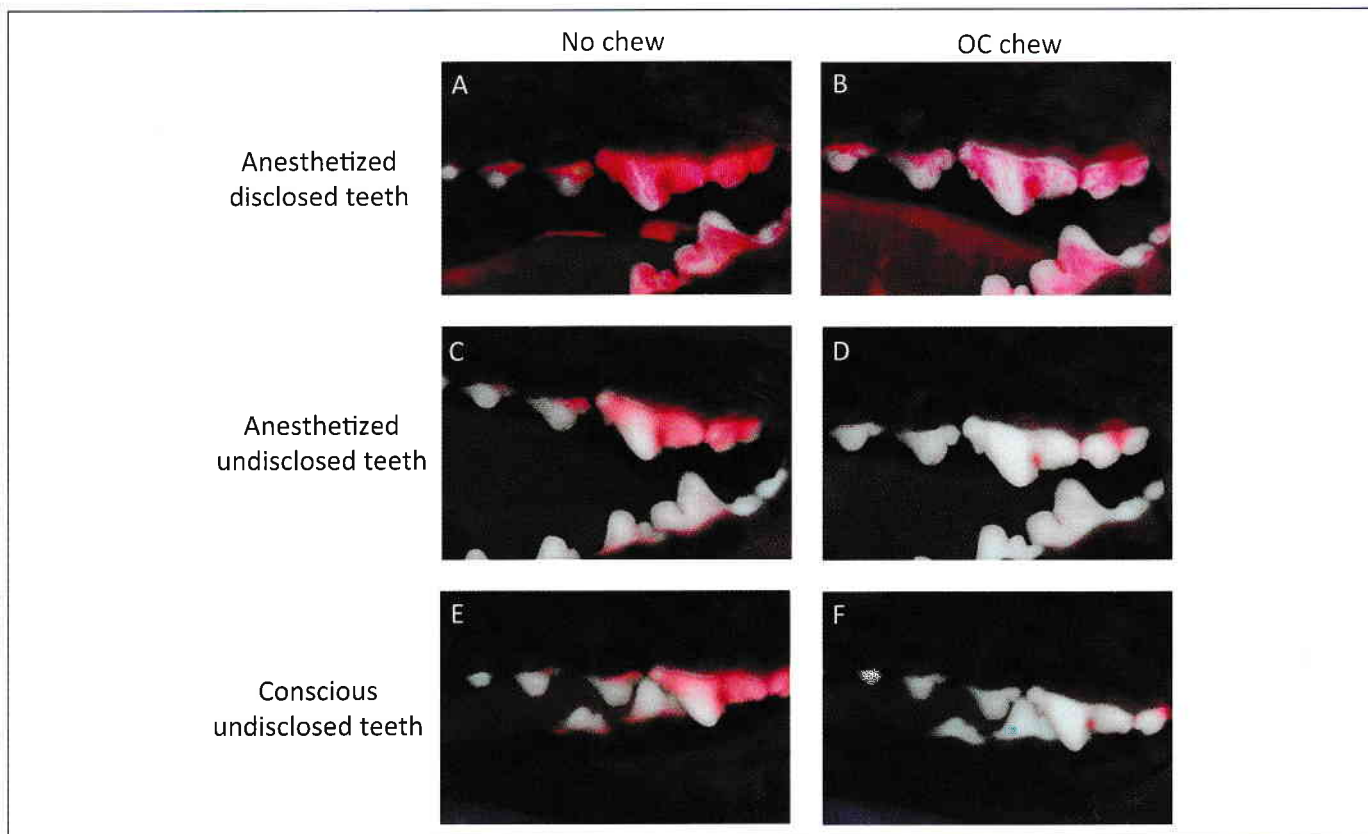 No chew
OC chew
A
B
Anesthetized
disclosed teeth
C
D
Anesthetized
undisclosed teeth
E
F
Conscious
undisclosed teeth